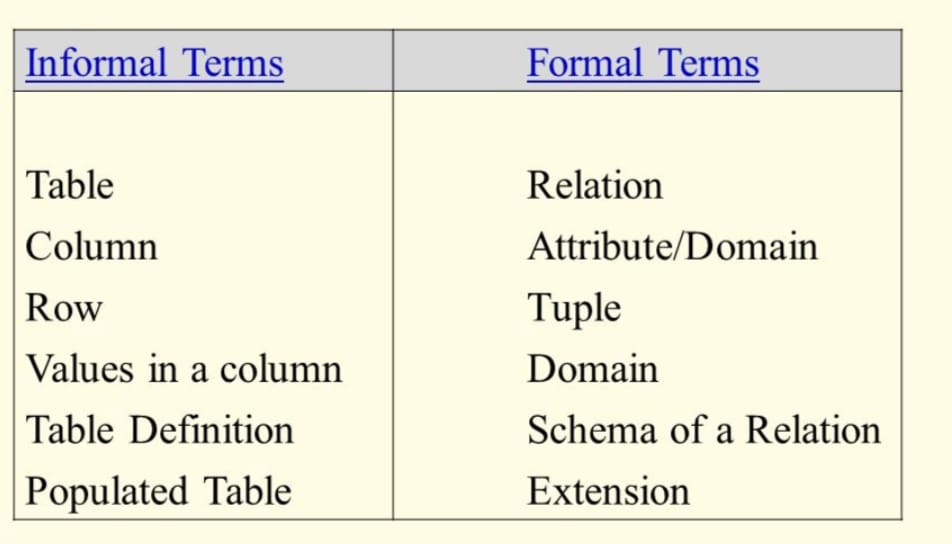 Informal Terms Formal Terms
Table Relation
Column Attribute/Domain
Row Tuple
Values in a column Domain
Table Definition Schema of a Relation
Populated Table Extension